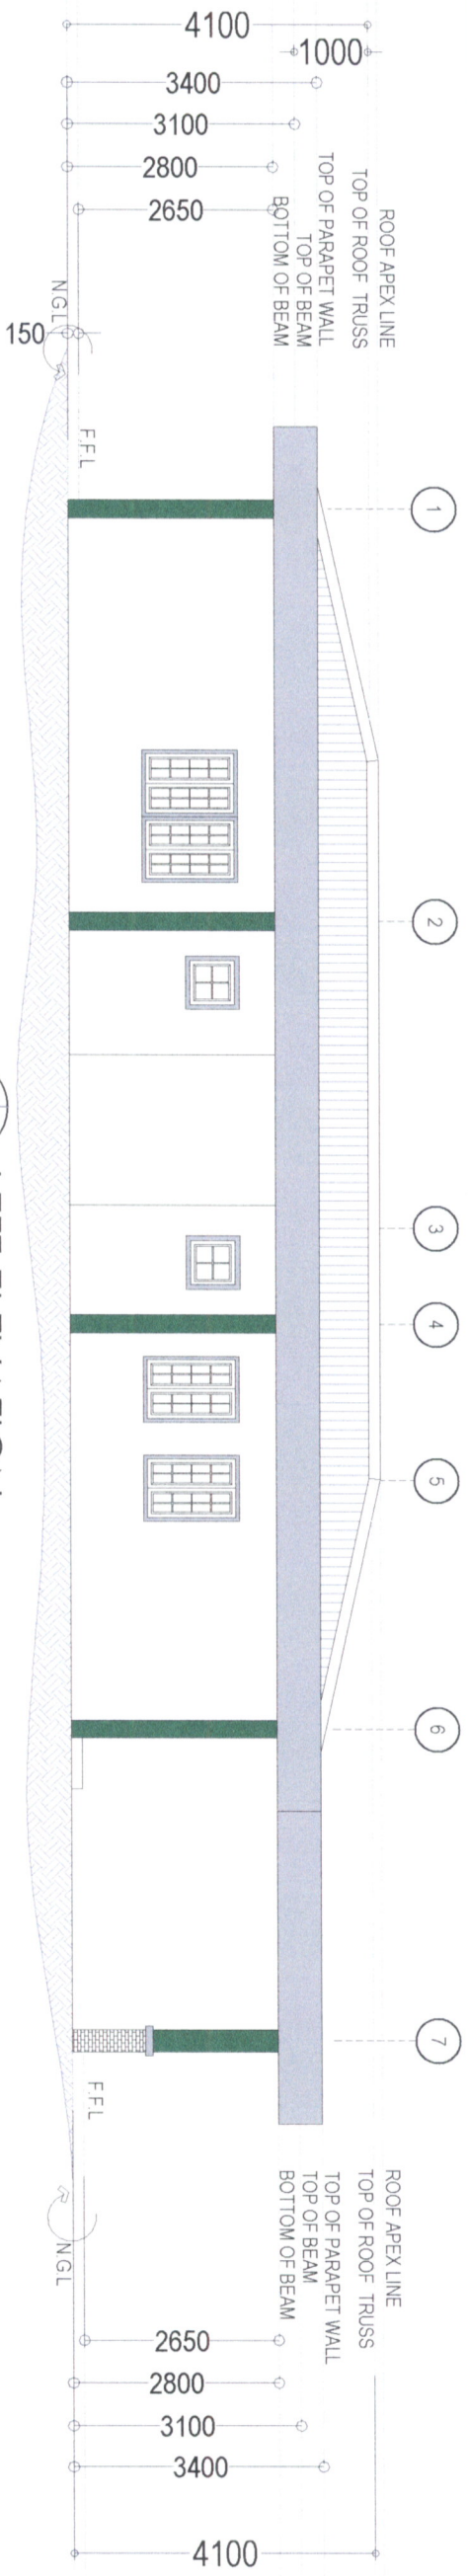 4100
1000
3400
3100
2800
2650
150
ROOF APEX LINE
TOP OF ROOF TRUSS
TOP OF PARAPET WALL
TOP OF BEAM
BOTTOM OF BEAM
N.G.L
F.F.L
1
2
3
4
5
6
7
F.F.L
N.G.L
ROOF APEX LINE
TOP OF ROOF TRUSS
TOP OF PARAPET WALL
TOP OF BEAM
BOTTOM OF BEAM
2650
2800
3100
3400
4100